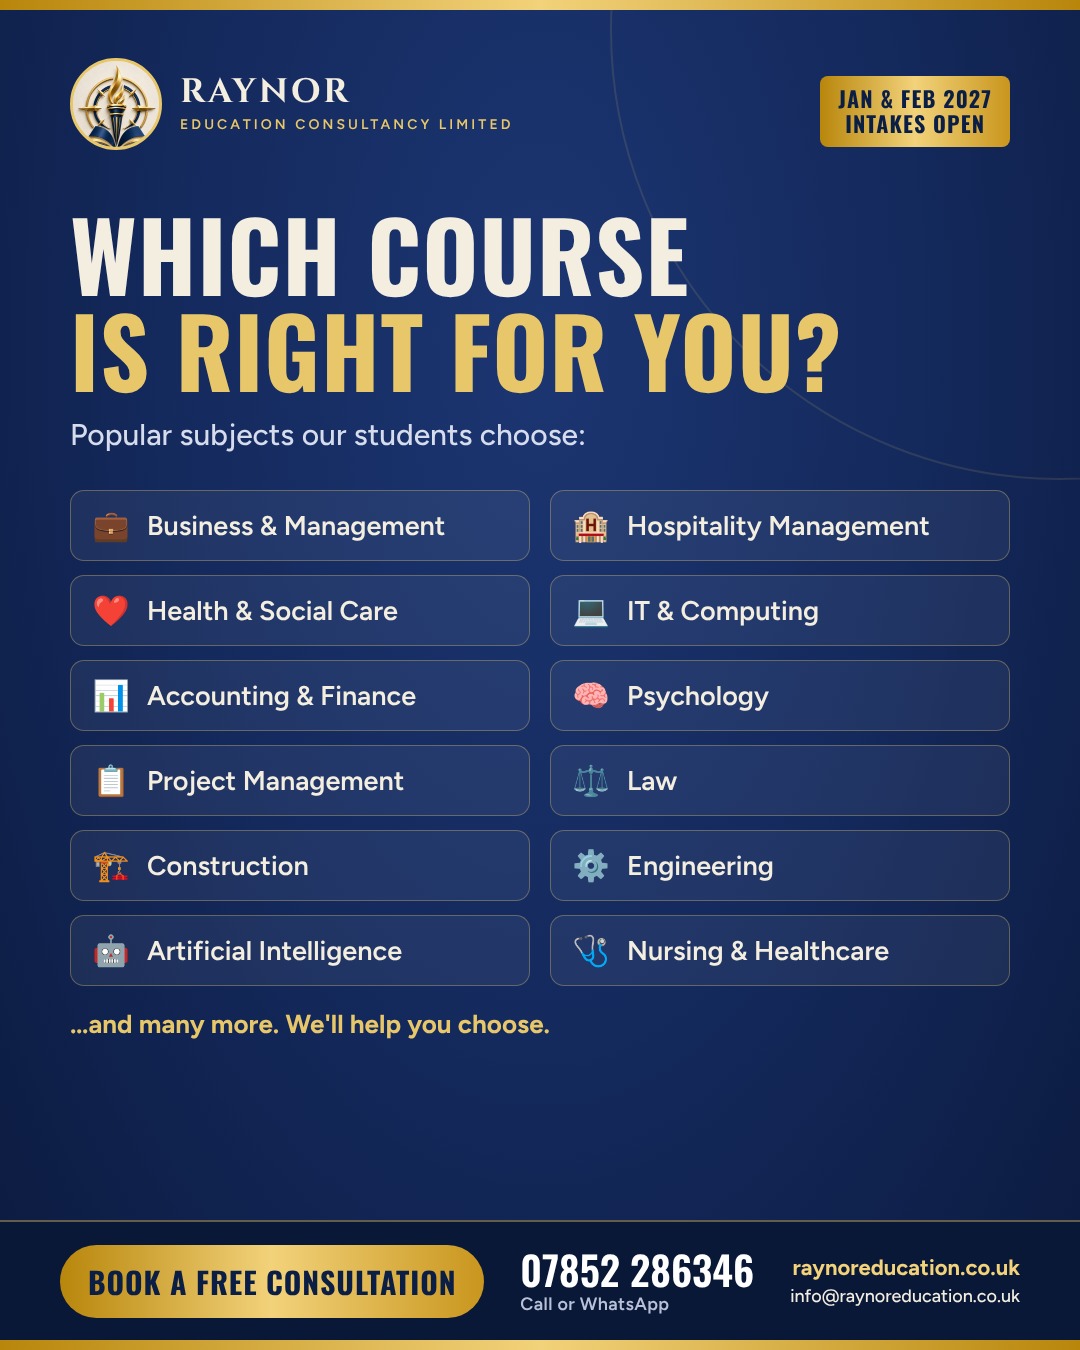 RAYNOR
EDUCATION CONSULTANCY LIMITED
JAN & FEB 2027
INTAKES OPEN
WHICH COURSE
IS RIGHT FOR YOU?
Popular subjects our students choose:
Business & Management
Hospitality Management
Health & Social Care
IT & Computing
Accounting & Finance
Psychology
Project Management
Law
Construction
Engineering
Artificial Intelligence
Nursing & Healthcare
...and many more. We'll help you choose.
BOOK A FREE CONSULTATION
07852 286346
Call or WhatsApp
raynoreducation.co.uk
info@raynoreducation.co.uk